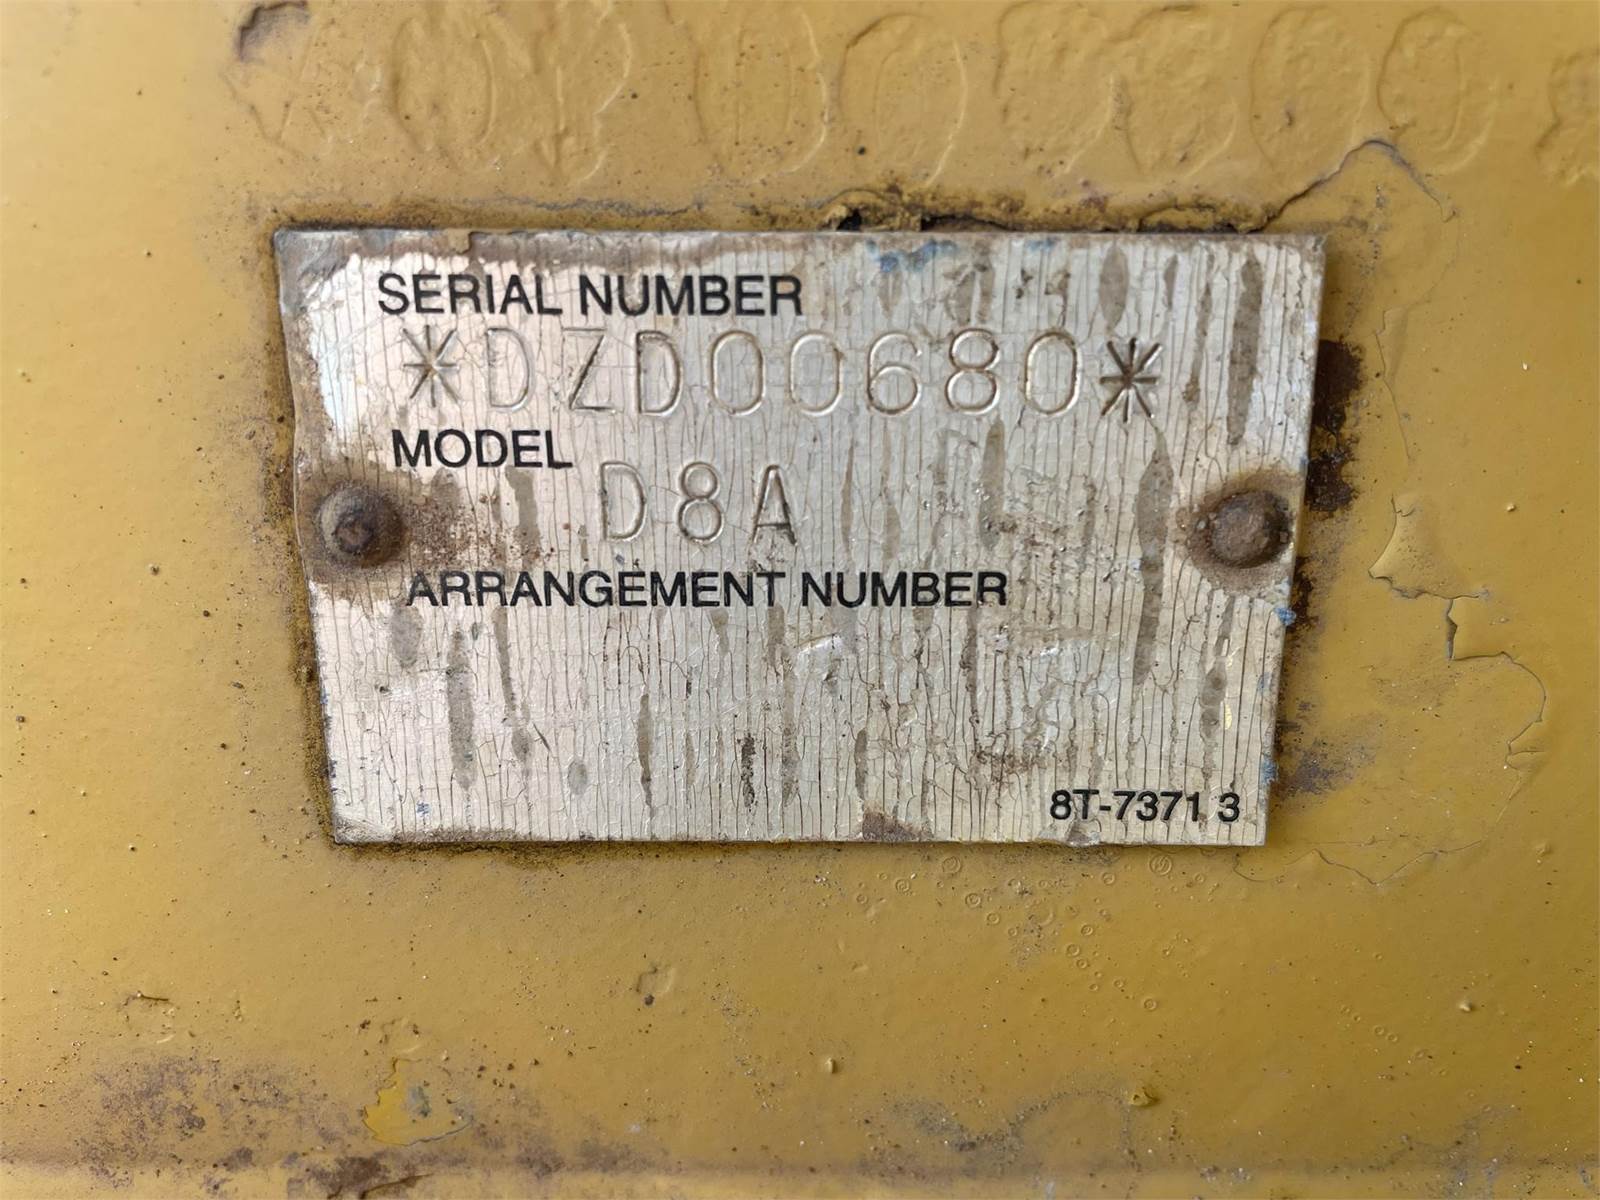 SERIAL NUMBER
*DZD00680*
MODEL D8A
ARRANGEMENT NUMBER
8T-7371 3